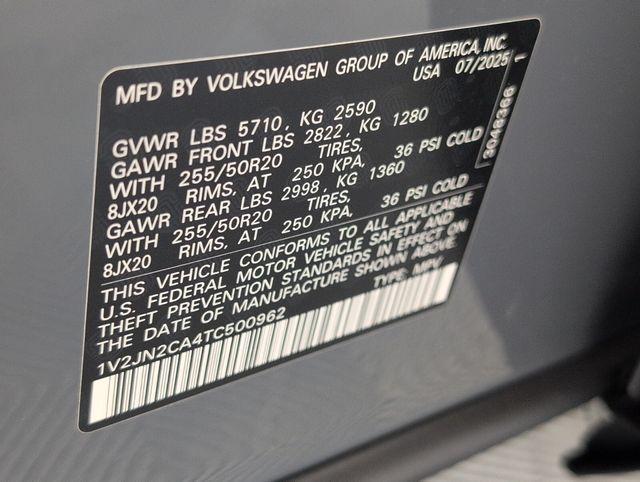 MFD BY VOLKSWAGEN GROUP OF AMERICA, INC.
USA 07/2025
GVWR LBS 5710, KG 2590
GAWR FRONT LBS 2822, KG 1280
WITH 255/50R20 TIRES,
8JX20 RIMS, AT 250 KPA, 36 PSI COLD
GAWR REAR LBS 2998, KG 1360
WITH 255/50R20 TIRES,
8JX20 RIMS, AT 250 KPA, 36 PSI COLD
THIS VEHICLE CONFORMS TO ALL APPLICABLE
U.S. FEDERAL MOTOR VEHICLE SAFETY AND
THEFT PREVENTION STANDARDS IN EFFECT ON
THE DATE OF MANUFACTURE SHOWN ABOVE.
1V2JN2CA4TC500962 TYPE: MPV
3048366 1